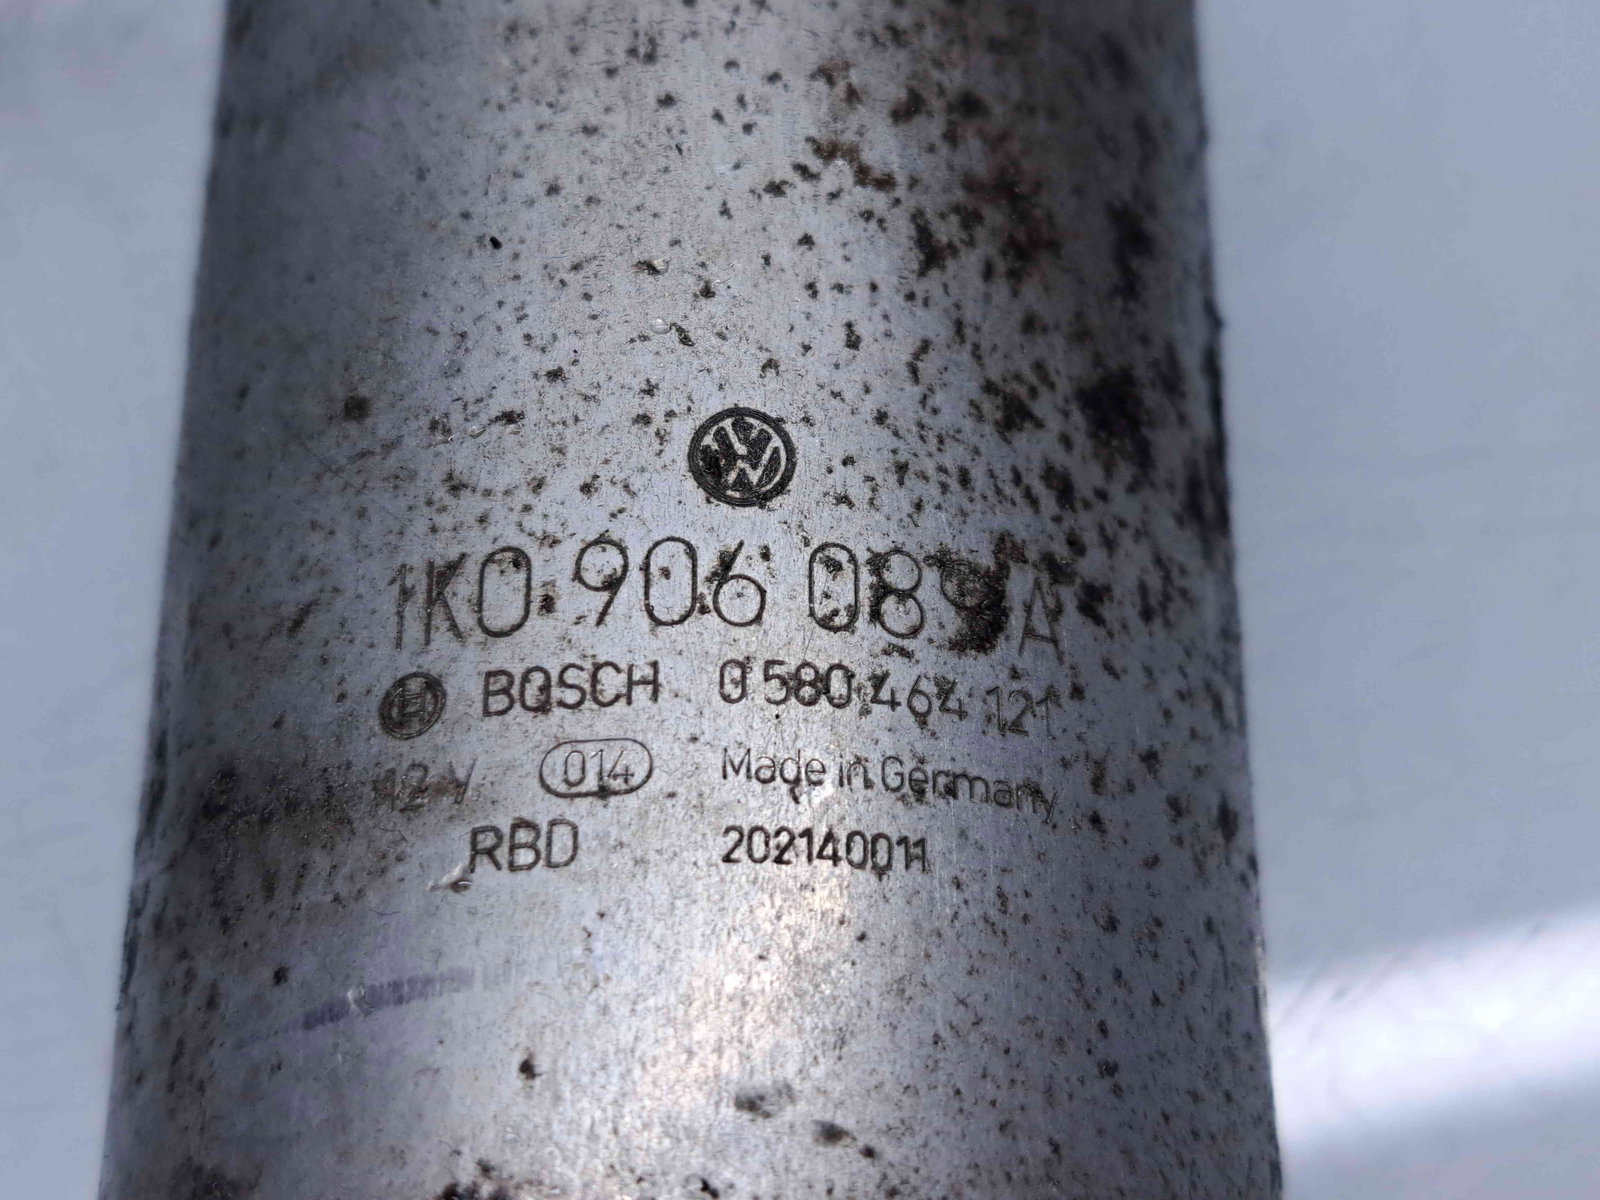 1K0 906 089 A
BOSCH 0 580 464 121
12 V 014 Made in Germany
RBD 202140011